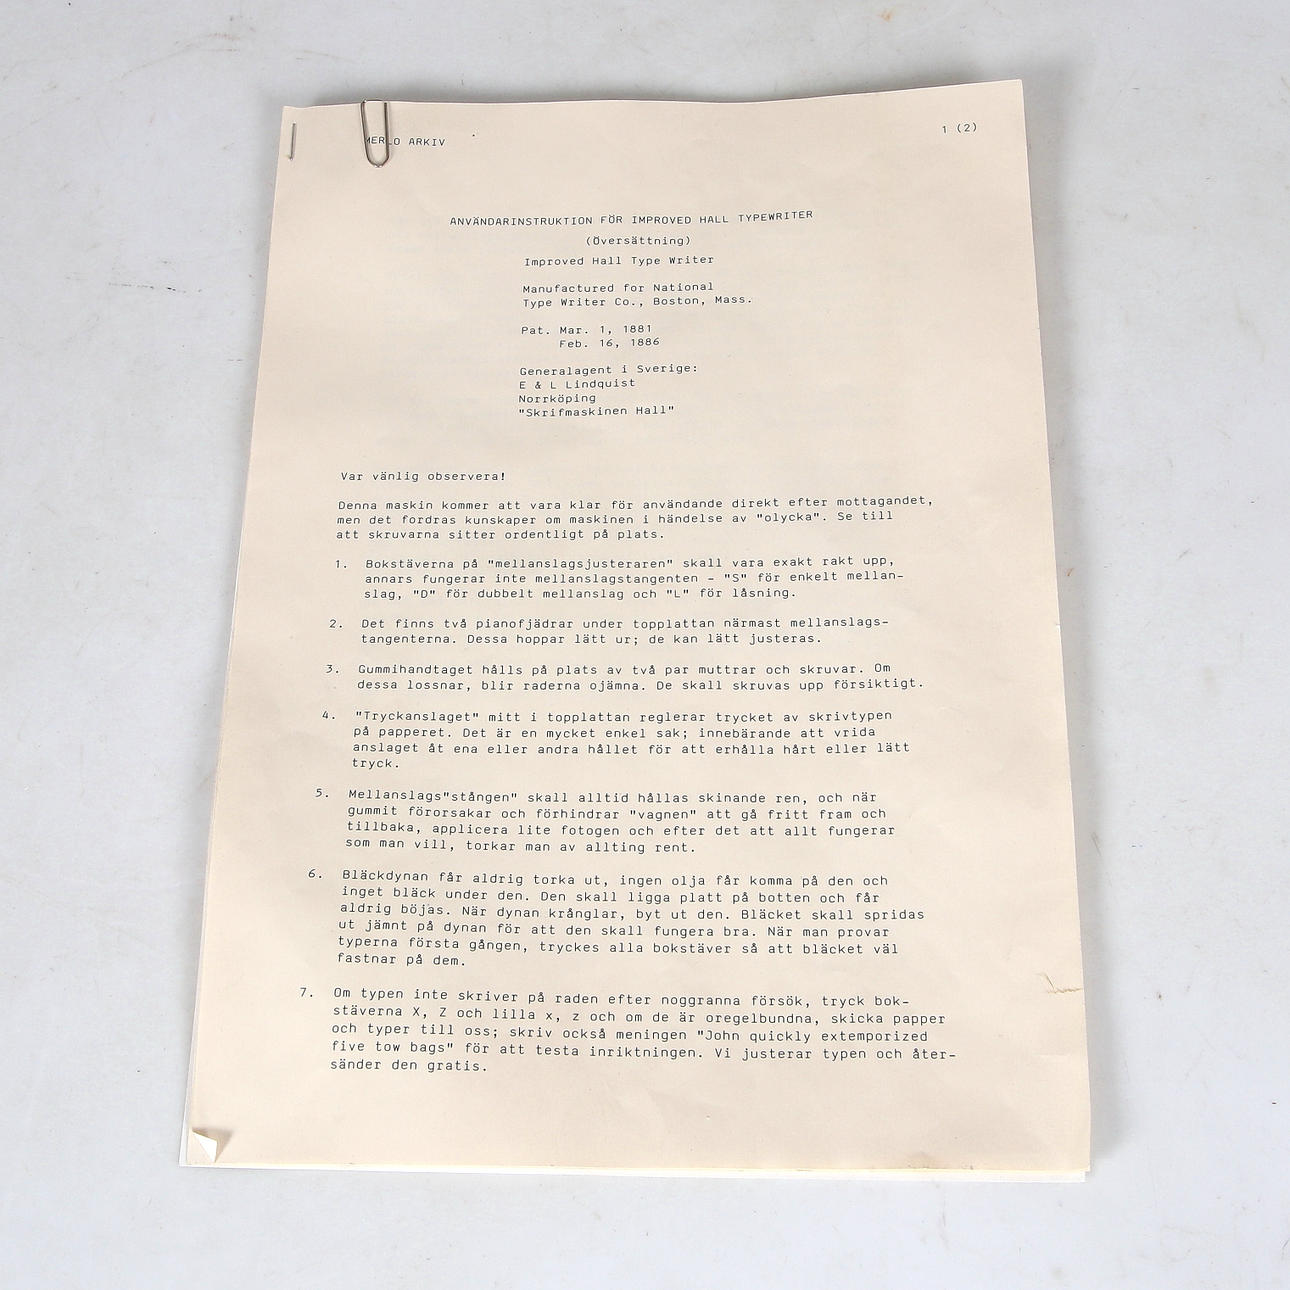 MERLO ARKIV
1 (2)
ANVÄNDARINSTRUKTION FÖR IMPROVED HALL TYPEWRITER
(Översättning)
Improved Hall Type Writer
Manufactured for National
Type Writer Co., Boston, Mass.
Pat. Mar. 1, 1881
Feb. 16, 1886
Generalagent i Sverige:
E & L Lindquist
Norrköping
"Skrifmaskinen Hall"
Var vänlig observera!
Denna maskin kommer att vara klar för användande direkt efter mottagandet,
men det fordras kunskaper om maskinen i händelse av "olycka". Se till
att skruvarna sitter ordentligt på plats.
1. Bokstäverna på "mellanslagsjusteraren" skall vara exakt rakt upp,
annars fungerar inte mellanslagstangenten - "S" för enkelt mellan-
slag, "D" för dubbelt mellanslag och "L" för låsning.
2. Det finns två pianofjädrar under topplattan närmast mellanslags-
tangenterna. Dessa hoppar lätt ur; de kan lätt justeras.
3. Gummihandtaget hålls på plats av två par muttrar och skruvar. Om
dessa lossnar, blir raderna ojämna. De skall skruvas upp försiktigt.
4. "Tryckanslaget" mitt i topplattan reglerar trycket av skrivtypen
på papperet. Det är en mycket enkel sak; innebärande att vrida
anslaget åt ena eller andra hållet för att erhålla hårt eller lätt
tryck.
5. Mellanslags"stången" skall alltid hållas skinande ren, och när
gummit förorsakar och förhindrar "vagnen" att gå fritt fram och
tillbaka, applicera lite fotogen och efter det att allt fungerar
som man vill, torkar man av allting rent.
6. Bläckdynan får aldrig torka ut, ingen olja får komma på den och
inget bläck under den. Den skall ligga platt på botten och får
aldrig böjas. När dynan krånglar, byt ut den. Bläcket skall spridas
ut jämnt på dynan för att den skall fungera bra. När man provar
typerna första gången, tryckes alla bokstäver så att bläcket väl
fastnar på dem.
7. Om typen inte skriver på raden efter noggranna försök, tryck bok-
stäverna X, Z och lilla x, z och om de är oregelbundna, skicka papper
och typer till oss; skriv också meningen "John quickly extemporized
five tow bags" för att testa inriktningen. Vi justerar typen och åter-
sänder den gratis.